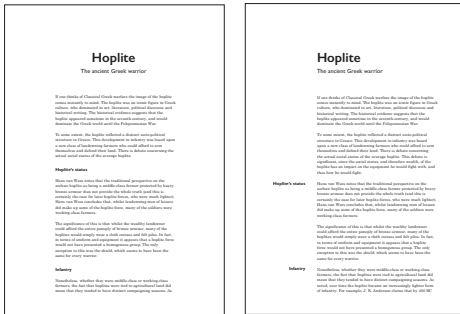 Hoplite
The ancient Greek warrior
If one thinks of Classical Greek warfare the image of the hoplite
comes instantly to mind. The hoplite was an iconic figure in Greek
culture, who dominated in art, literature, political discourse and
historical writing. The historical evidence suggests that the
hoplite appeared sometime in the seventh century, and would
dominate the Greek world until the Peloponnesian War.
To some extent, the hoplite reflected a distinct socio-political
structure in Greece. This development in infantry was based upon
a new class of landowning farmers who could afford to arm
themselves and defend their land. There is debate concerning the
actual social status of the average hoplite.
Hoplite's status
Hans van Wees notes that the traditional perspective on the
archaic hoplite as being a middle-class farmer protected by heavy
bronze armour does not provide the whole truth (and this is
certainly the case for later hoplites, who wore much lighter);
Hans van Wees concludes that, whilst landowning men of leisure
did make up some of the hoplite force, many of the soldiers were
working-class farmers.
The significance of this is that whilst the wealthy landowner
could afford the entire panoply of bronze armour, many of the
hoplites would simply wear a cloth cuirass and felt pilos. In fact,
in terms of uniform and equipment it appears that a hoplite force
would not have presented a homogenous group. The only
exception to this was the shield, which seems to have been the
same for every warrior.
Infantry
Nonetheless, whether they were middle-class or working-class
farmers, the fact that hoplites were tied to agricultural land did
mean that they tended to have distinct campaigning seasons. As
Hoplite
The ancient Greek warrior
If one thinks of Classical Greek warfare the image of the hoplite
comes instantly to mind. The hoplite was an iconic figure in Greek
culture, who dominated in art, literature, political discourse and
historical writing. The historical evidence suggests that the
hoplite appeared sometime in the seventh century, and would
dominate the Greek world until the Peloponnesian War.
To some extent, the hoplite reflected a distinct socio-political
structure in Greece. This development in infantry was based
upon a new class of landowning farmers who could afford to arm
themselves and defend their land. There is debate concerning
the actual social status of the average hoplite. This debate is
significant, since the social status, and therefore wealth, of the
hoplite has an impact on the equipment he would fight with, and
thus how he would fight.
Hoplite's status
Hans van Wees notes that the traditional perspective on the
archaic hoplite as being a middle-class farmer protected by heavy
bronze armour does not provide the whole truth (and this is
certainly the case for later hoplites, who wore much lighter);
Hans van Wees concludes that, whilst landowning men of leisure
did make up some of the hoplite force, many of the soldiers were
working-class farmers.
The significance of this is that whilst the wealthy landowner
could afford the entire panoply of bronze armour, many of the
hoplites would simply wear a cloth cuirass and felt pilos. In fact,
in terms of uniform and equipment it appears that a hoplite force
would not have presented a homogenous group. The only
exception to this was the shield, which seems to have been the
same for every warrior.
Infantry
Nonetheless, whether they were middle-class or working-class
farmers, the fact that hoplites were tied to agricultural land did
mean that they tended to have distinct campaigning seasons. As
noted, over time the hoplite became an increasingly lighter form
of infantry. For example, J. K. Anderson claims that by 400 BC